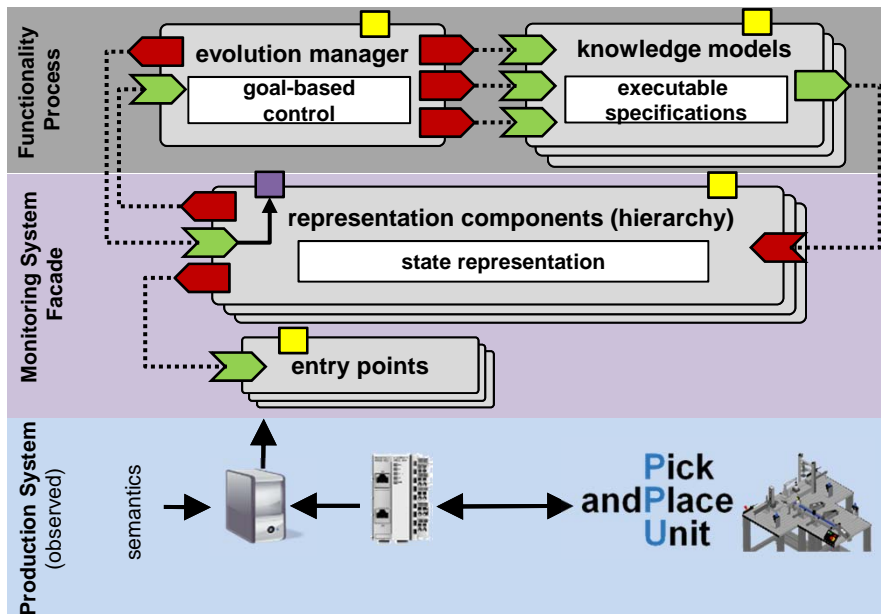 Functionality
Process
evolution manager
goal-based
control
knowledge models
executable
specifications
Monitoring System
Facade
representation components (hierarchy)
state representation
entry points
Production System
(observed)
semantics
Pick
andPlace
Unit